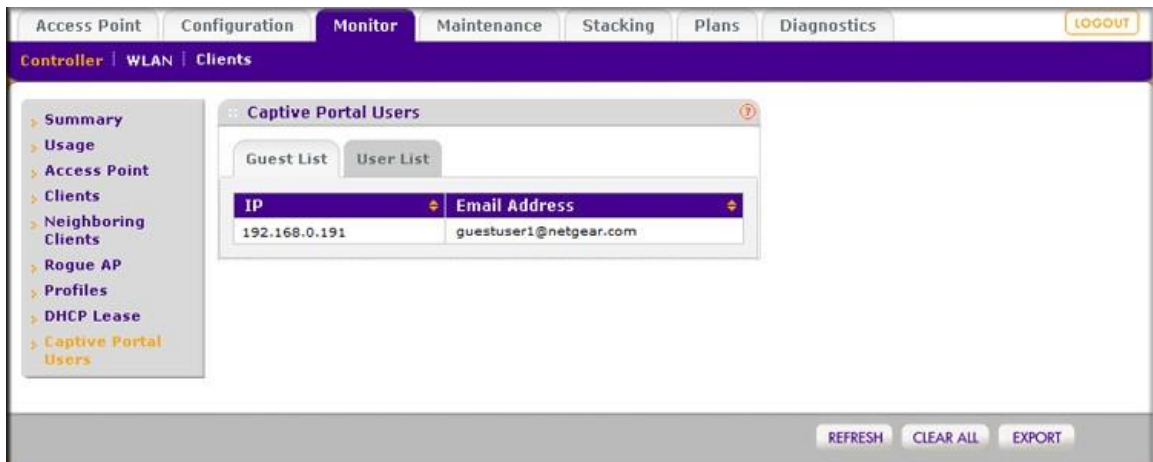 Access Point Configuration Monitor Maintenance Stacking Plans Diagnostics LOGOUT
Controller | WLAN | Clients
Summary
Usage
Access Point
Clients
Neighboring
Clients
Rogue AP
Profiles
DHCP Lease
Captive Portal
Users
Captive Portal Users ?
Guest List User List
IP Email Address
192.168.0.191 guestuser1@netgear.com
REFRESH CLEAR ALL EXPORT